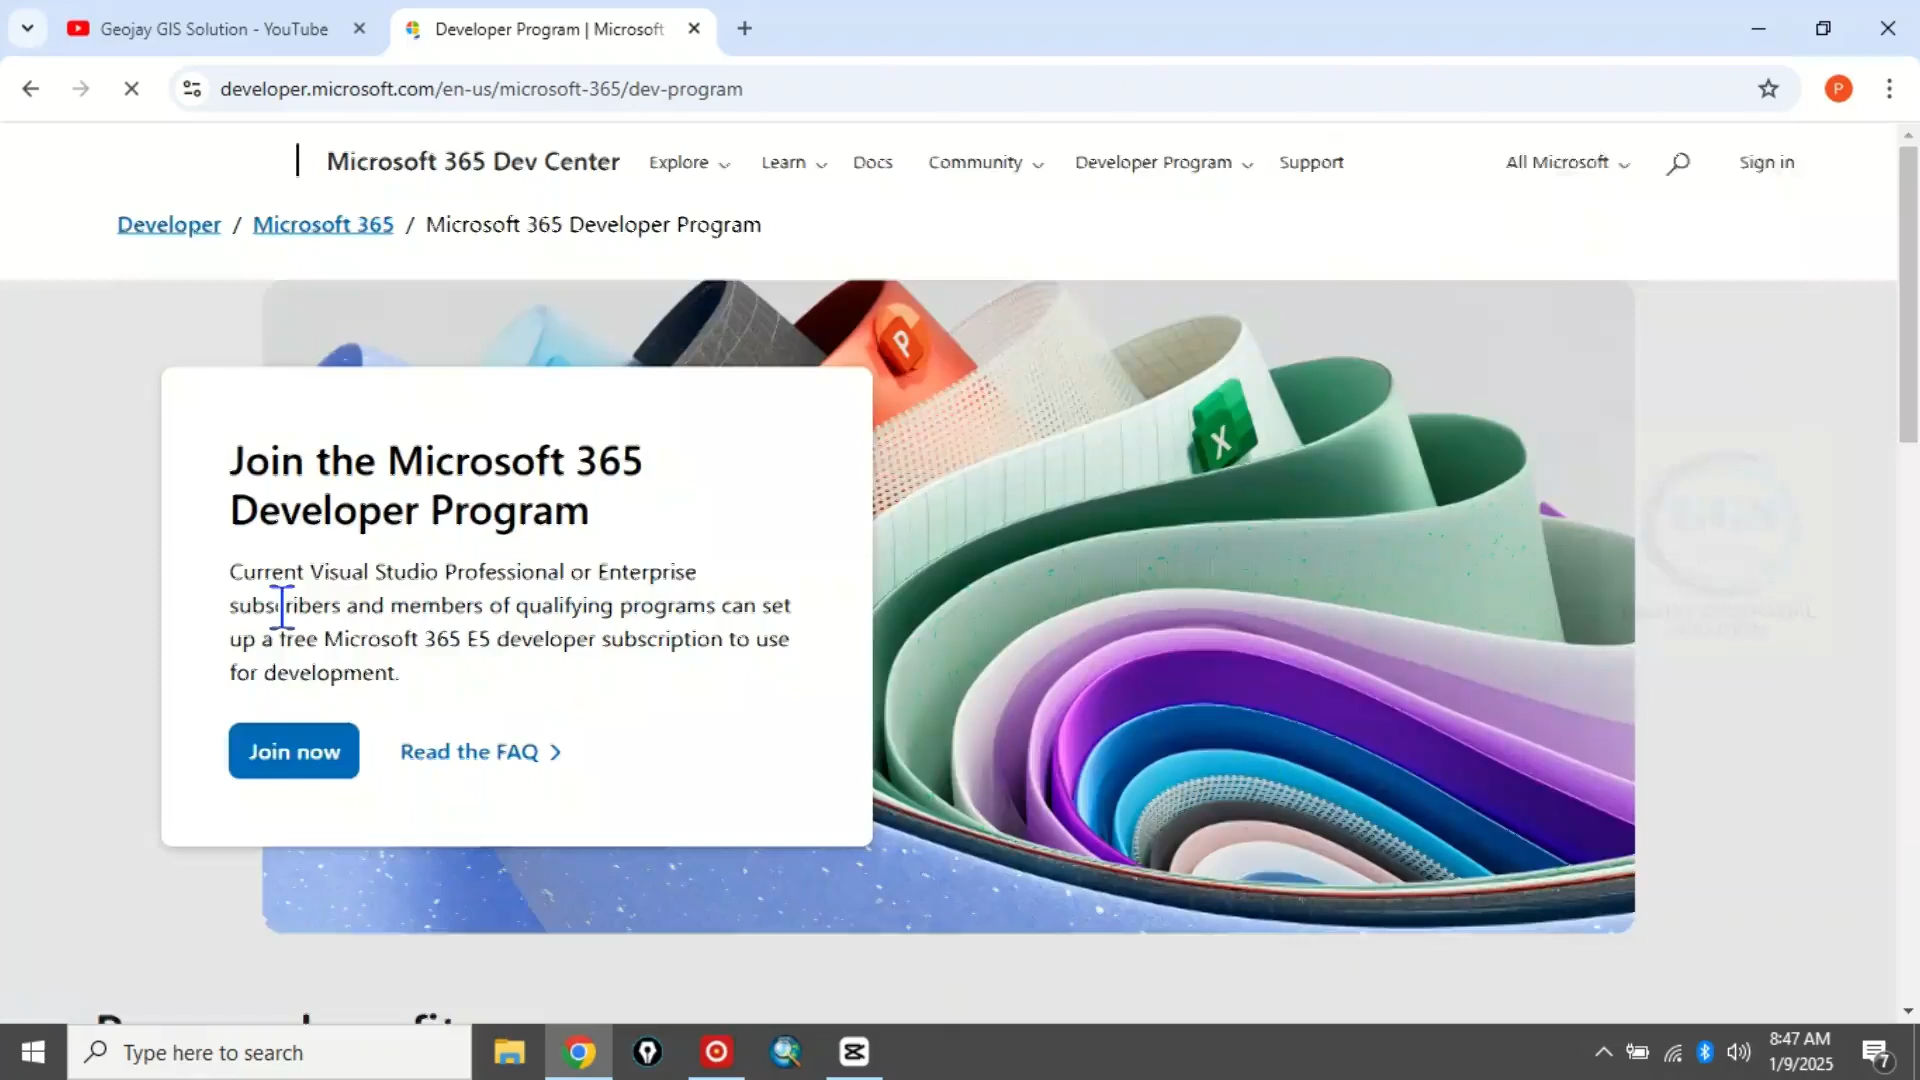 Geojay GIS Solution - YouTube
Developer Program | Microsoft
developer.microsoft.com/en-us/microsoft-365/dev-program
P
Microsoft 365 Dev Center
Explore
Learn
Docs
Community
Developer Program
Support
All Microsoft
Sign in
Developer / Microsoft 365 / Microsoft 365 Developer Program
P
X
Join the Microsoft 365
Developer Program
Current Visual Studio Professional or Enterprise
subscribers and members of qualifying programs can set
up a free Microsoft 365 E5 developer subscription to use
for development.
Join now
Read the FAQ
Type here to search
8:47 AM
1/9/2025
7